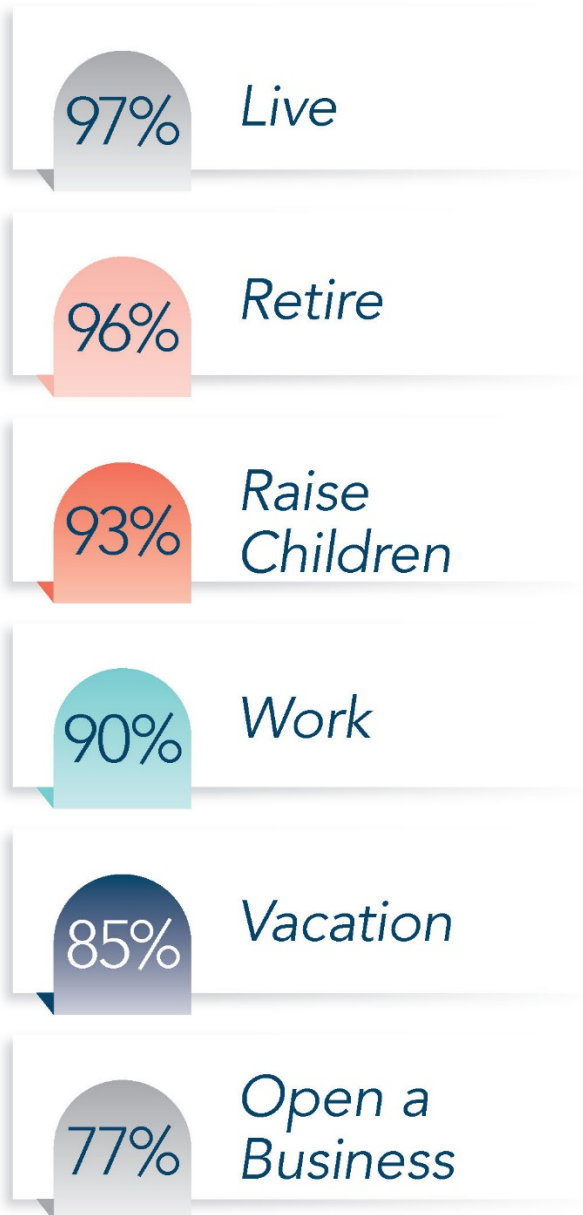 97% Live
96% Retire
93% Raise
Children
90% Work
85% Vacation
77% Open a
Business